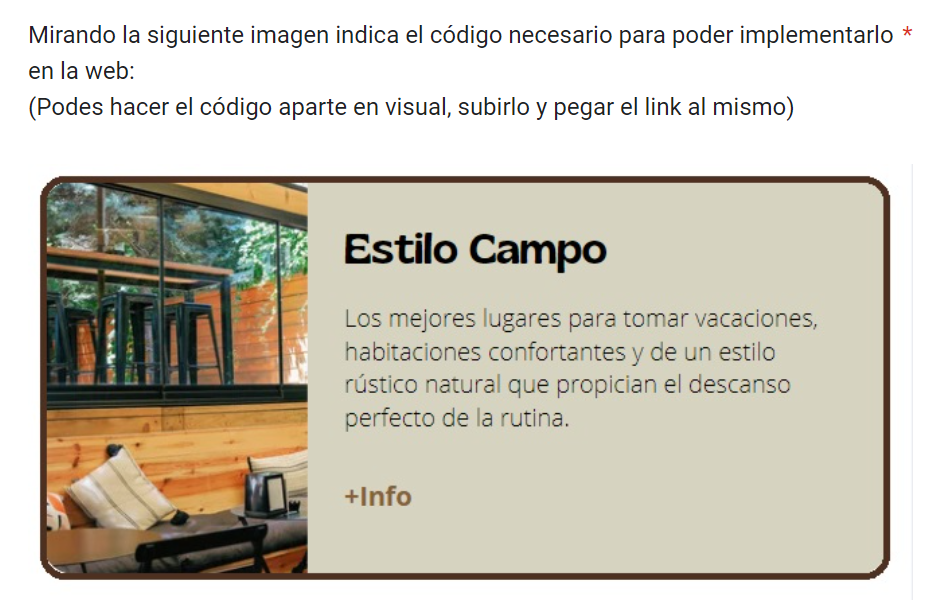 Mirando la siguiente imagen indica el código necesario para poder implementarlo *
en la web:
(Podes hacer el código aparte en visual, subirlo y pegar el link al mismo)
Estilo Campo
Los mejores lugares para tomar vacaciones,
habitaciones confortantes y de un estilo
rústico natural que propician el descanso
perfecto de la rutina.
+Info